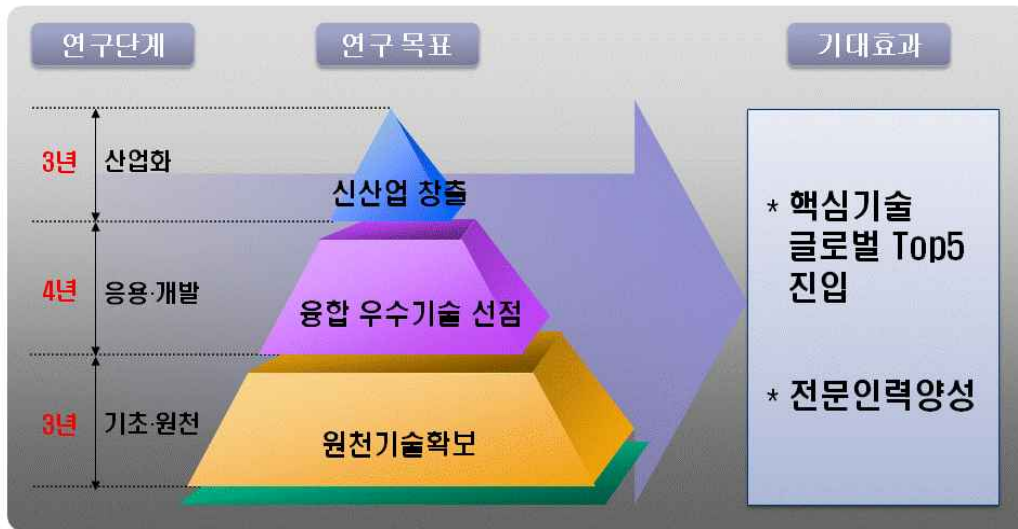 연구단계
연구 목표
기대효과
3년
산업화
신산업 창출
4년
응용·개발
융합 우수기술 선점
3년
기초·원천
원천기술확보
* 핵심기술
글로벌 Top5
진입
* 전문인력양성